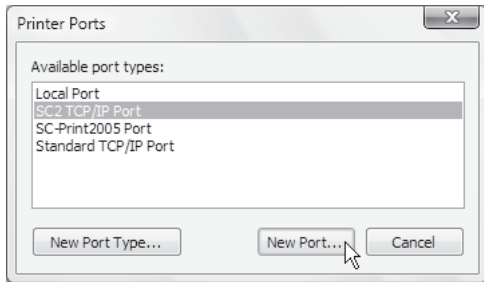 Printer Ports
Available port types:
Local Port
SC2 TCP/IP Port
SC-Print2005 Port
Standard TCP/IP Port
New Port Type... New Port... Cancel